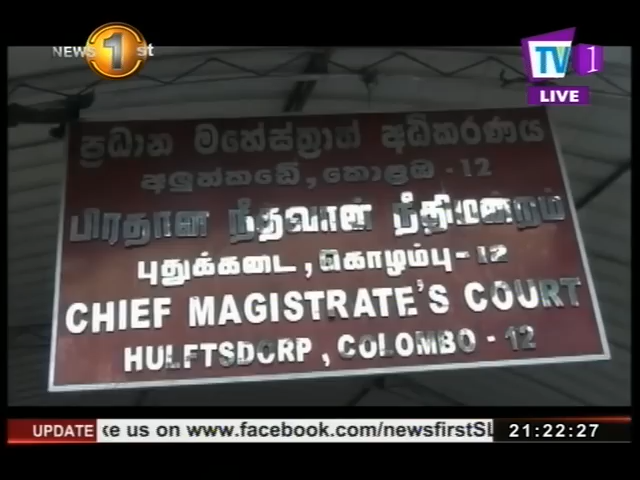 NEWS 1st
TV 1
LIVE
ප්‍රධාන මහේස්ත්‍රාත් අධිකරණය
අලුත්කඩේ, කොළඹ - 12
பிரதான நீதவான் நீதிமன்றம்
புதுக்கடை, கொழும்பு - 12
CHIEF MAGISTRATE'S COURT
HULFTSDORP, COLOMBO - 12
UPDATE ke us on www.facebook.com/newsfirstSL 21:22:27